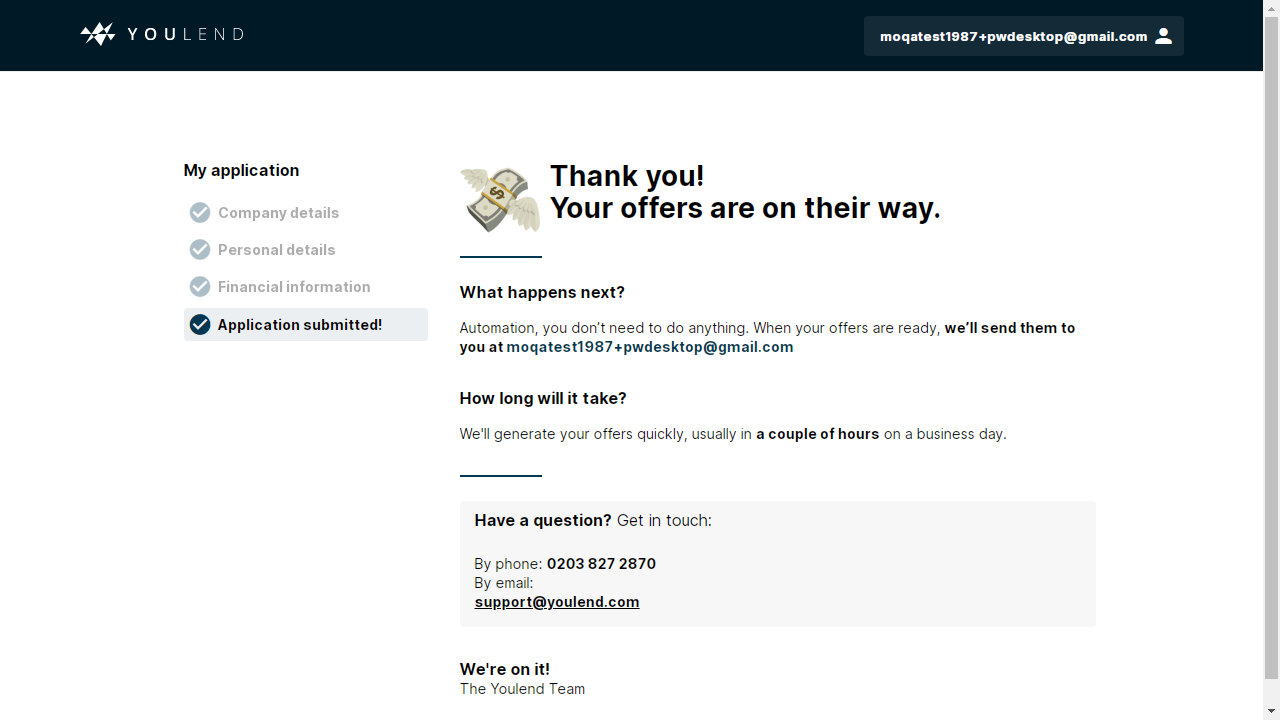 YOULEND
moqatest1987+pwdesktop@gmail.com
My application
Company details
Personal details
Financial information
Application submitted!
Thank you!
Your offers are on their way.
What happens next?
Automation, you don’t need to do anything. When your offers are ready, we’ll send them to
you at moqatest1987+pwdesktop@gmail.com
How long will it take?
We'll generate your offers quickly, usually in a couple of hours on a business day.
Have a question? Get in touch:
By phone: 0203 827 2870
By email:
support@youlend.com
We're on it!
The Youlend Team